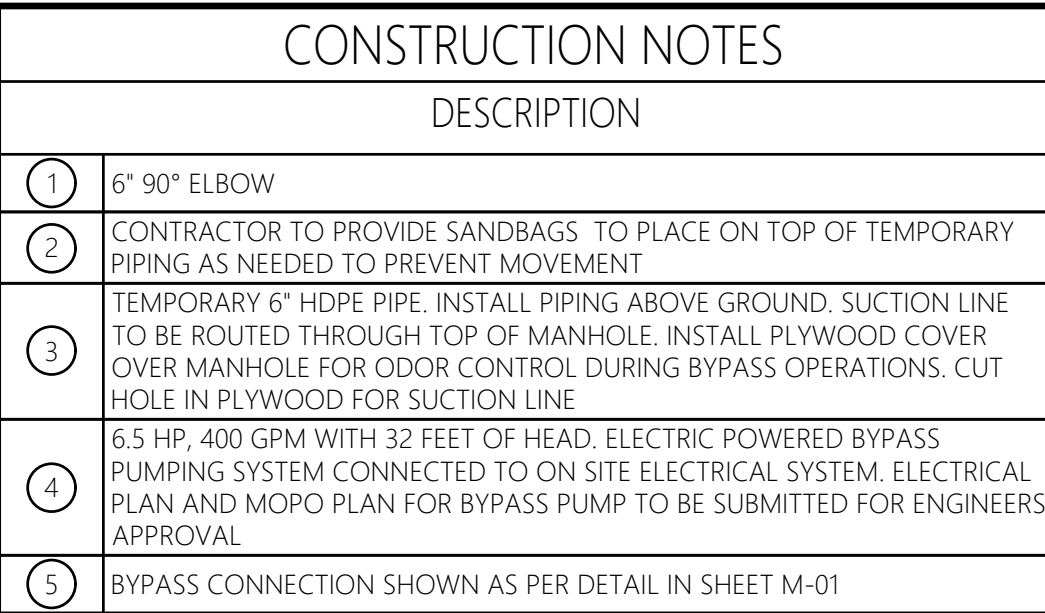 CONSTRUCTION NOTES
DESCRIPTION
1 6" 90° ELBOW
2 CONTRACTOR TO PROVIDE SANDBAGS TO PLACE ON TOP OF TEMPORARY
PIPING AS NEEDED TO PREVENT MOVEMENT
3 TEMPORARY 6" HDPE PIPE. INSTALL PIPING ABOVE GROUND. SUCTION LINE
TO BE ROUTED THROUGH TOP OF MANHOLE. INSTALL PLYWOOD COVER
OVER MANHOLE FOR ODOR CONTROL DURING BYPASS OPERATIONS. CUT
HOLE IN PLYWOOD FOR SUCTION LINE
4 6.5 HP, 400 GPM WITH 32 FEET OF HEAD. ELECTRIC POWERED BYPASS
PUMPING SYSTEM CONNECTED TO ON SITE ELECTRICAL SYSTEM. ELECTRICAL
PLAN AND MOPO PLAN FOR BYPASS PUMP TO BE SUBMITTED FOR ENGINEERS
APPROVAL
5 BYPASS CONNECTION SHOWN AS PER DETAIL IN SHEET M-01